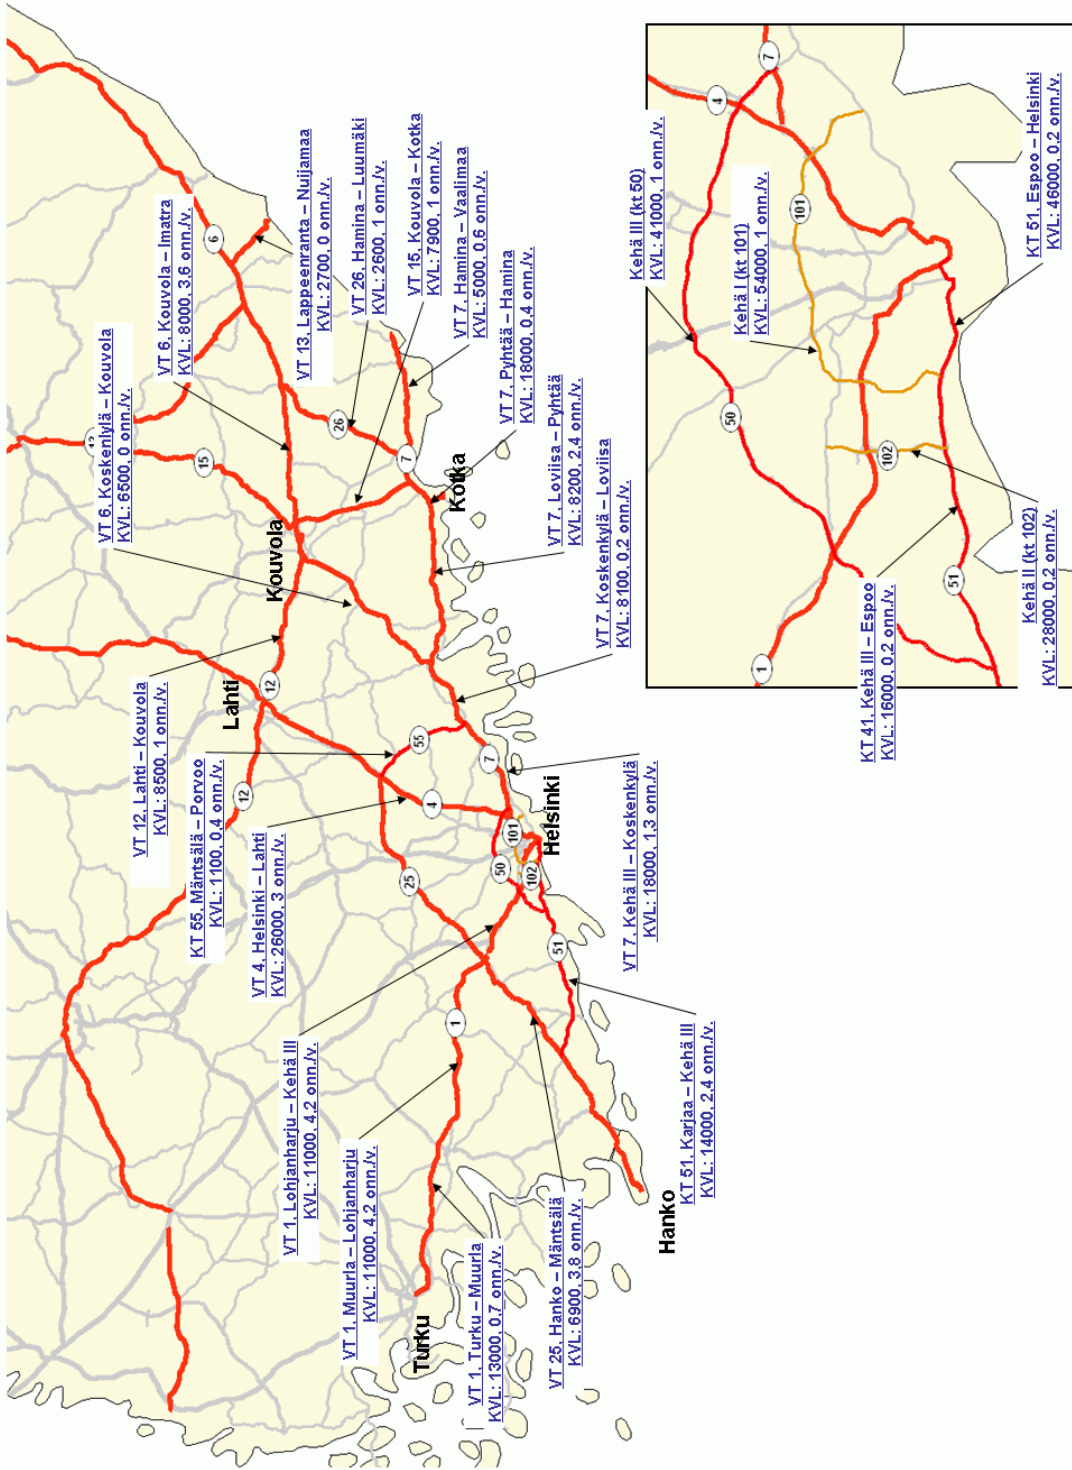 VT 6, Koskenlylä – Kouvola
KVL: 6500, 0 onn./v.
VT 6, Kouvola – Imatra
KVL: 8000, 3,6 onn./v.
VT 13, Lappeenranta – Nuijamaa
KVL: 2700, 0 onn./v.
VT 26, Hamina – Luumäki
KVL: 2600, 1 onn./v.
VT 15, Kouvola – Kotka
KVL: 7900, 1 onn./v.
VT 7, Hamina – Vaalimaa
KVL: 5000, 0,6 onn./v.
VT 7, Pyhtää – Hamina
KVL: 18000, 0,4 onn./v.
VT 7, Loviisa – Pyhtää
KVL: 8200, 2,4 onn./v.
VT 7, Koskenkylä – Loviisa
KVL: 8100, 0,2 onn./v.
VT 12, Lahti – Kouvola
KVL: 8500, 1 onn./v.
KT 55, Mäntsälä – Porvoo
KVL: 1100, 0,4 onn./v.
VT 4, Helsinki – Lahti
KVL: 26000, 3 onn./v.
VT 7, Kehä III – Koskenkylä
KVL: 18000, 1,3 onn./v.
VT 1, Lohjanharju – Kehä III
KVL: 11000, 4,2 onn./v.
VT 1, Muurla – Lohjanharju
KVL: 11000, 4,2 onn./v.
VT 1, Turku – Muurla
KVL: 13000, 0,7 onn./v.
VT 25, Hanko – Mäntsälä
KVL: 6900, 3,8 onn./v.
KT 51, Karjaa – Kehä III
KVL: 14000, 2,4 onn./v.
Turku
Hanko
Helsinki
Lahti
Kouvola
Kotka
1
51
25
12
12
4
50
101
102
55
7
15
26
7
6
13
Kehä III (kt 50)
KVL: 41000, 1 onn./v.
Kehä I (kt 101)
KVL: 54000, 1 onn./v.
KT 51, Espoo – Helsinki
KVL: 46000, 0,2 onn./v.
KT 41, Kehä III – Espoo
KVL: 16000, 0,2 onn./v.
Kehä II (kt 102)
KVL: 28000, 0,2 onn./v.
1
50
102
51
101
4
7